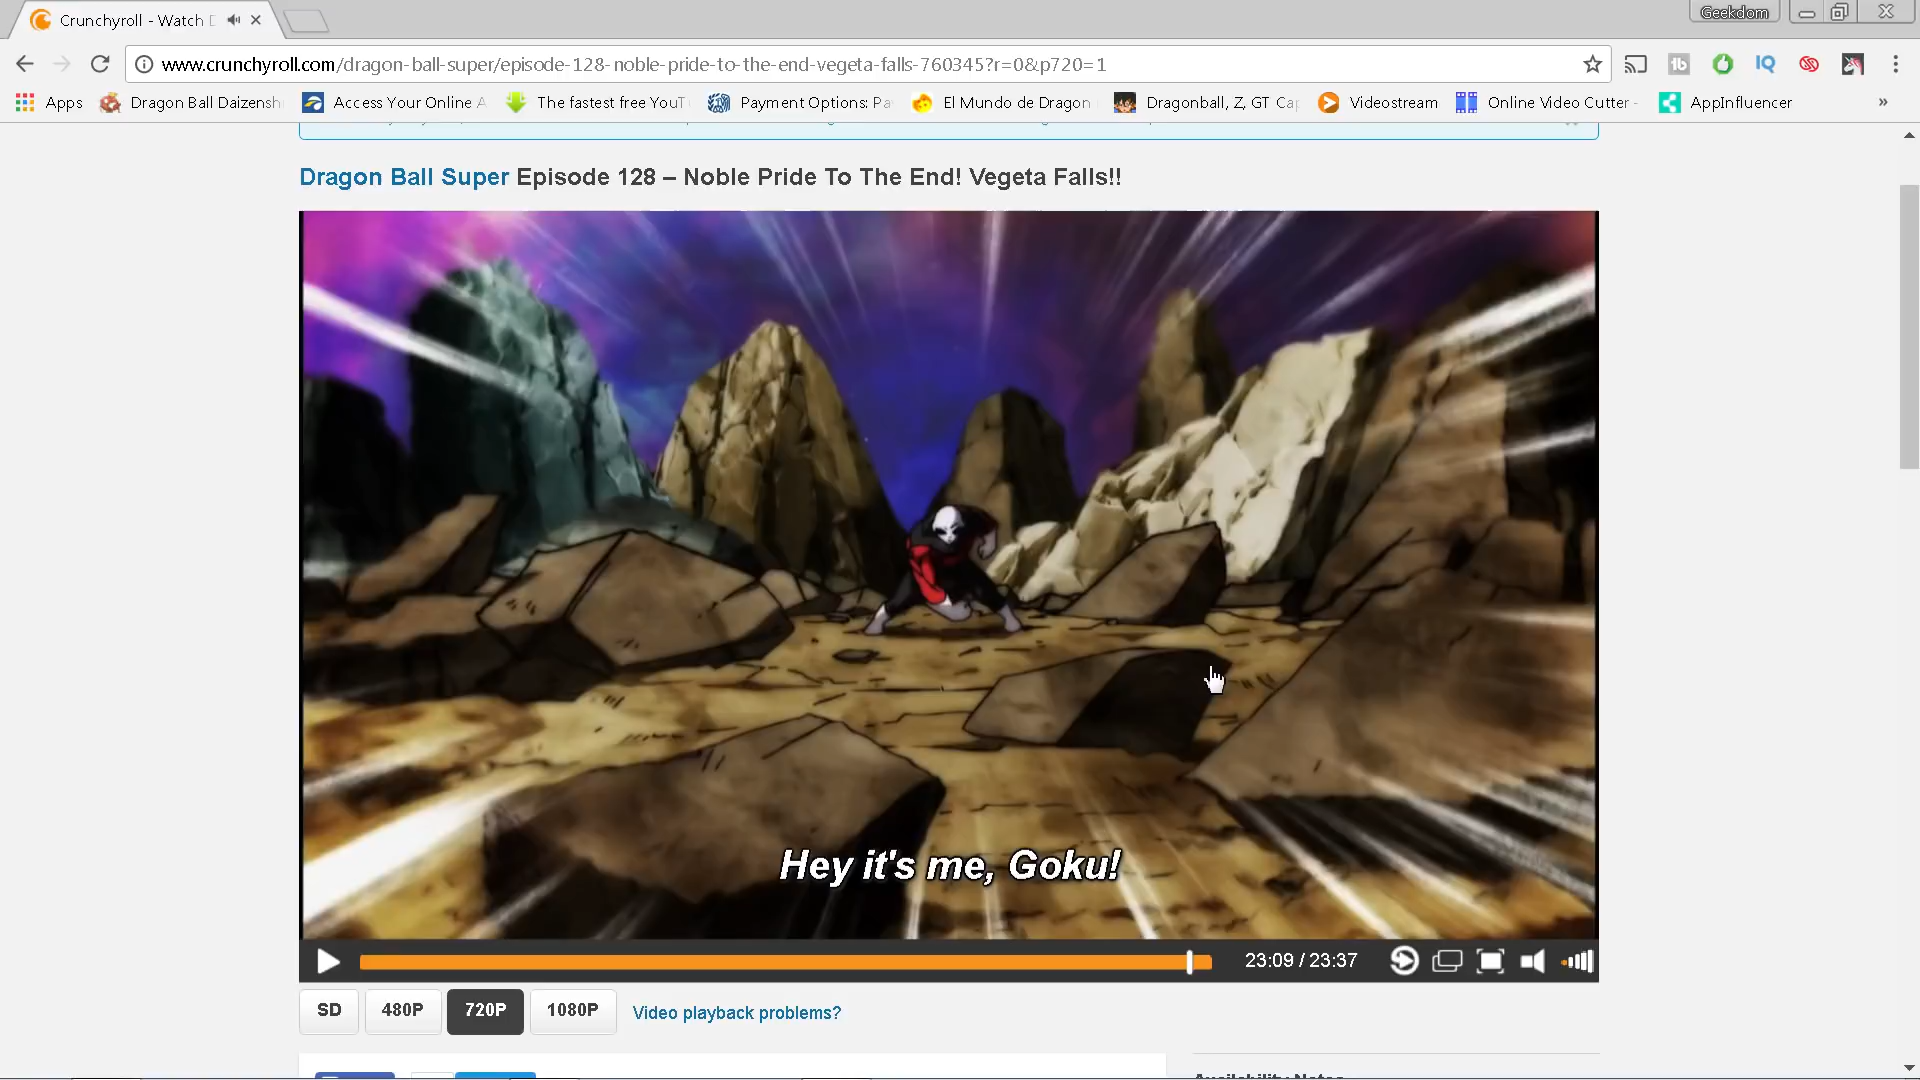 Crunchyroll - Watch D
Geekdom
www.crunchyroll.com/dragon-ball-super/episode-128-noble-pride-to-the-end-vegeta-falls-760345?r=0&p720=1
Apps Dragon Ball Daizensh Access Your Online A The fastest free YouT Payment Options: Pa El Mundo de Dragon Dragonball, Z, GT Ca Videostream Online Video Cutter - AppInfluencer »
Dragon Ball Super Episode 128 – Noble Pride To The End! Vegeta Falls!!
Hey it's me, Goku!
23:09 / 23:37
SD 480P 720P 1080P Video playback problems?
Availability Notes